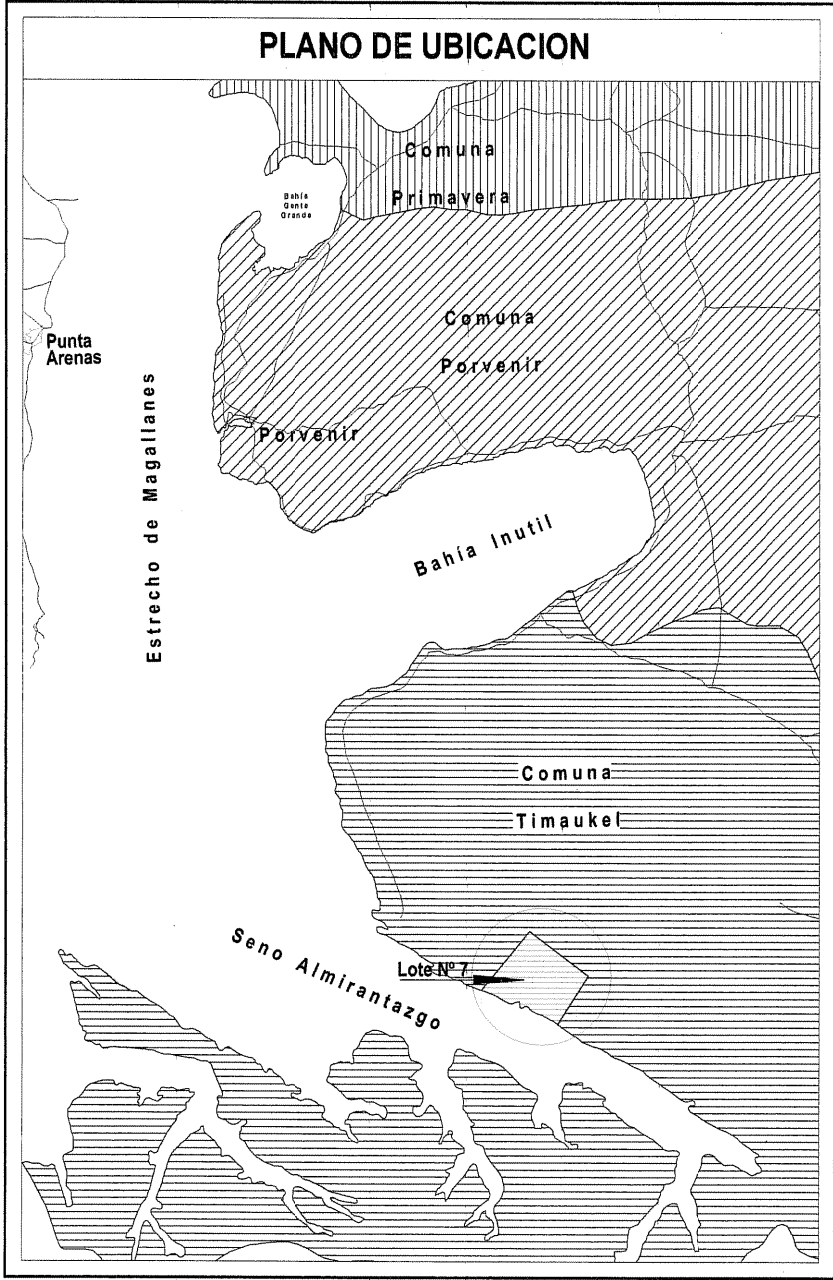 PLANO DE UBICACION
Comuna
Primavera
Bahía
Gente
Grande
Comuna
Porvenir
Punta
Arenas
Porvenir
Estrecho de Magallanes
Bahía Inutil
Comuna
Timaukel
Seno Almirantazgo
Lote Nº 7